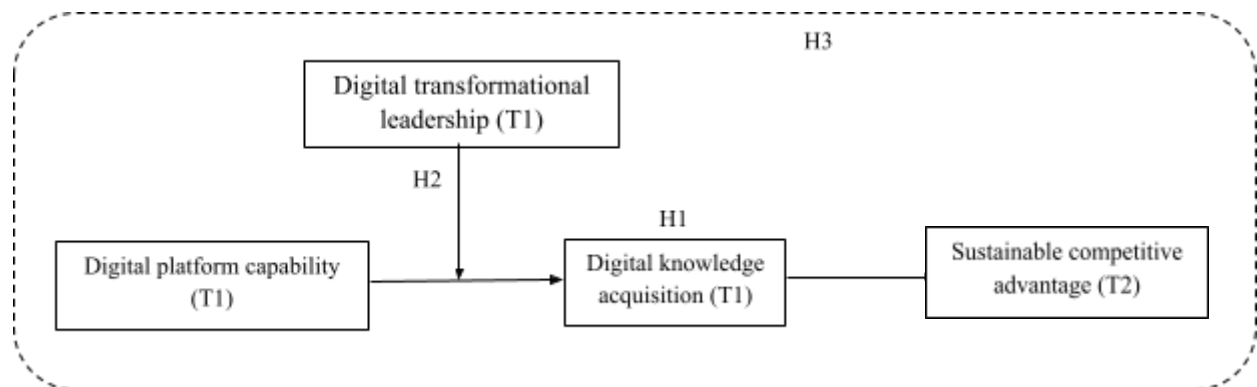 H3
Digital transformational
leadership (T1)
H2
H1
Digital platform capability
(T1)
Digital knowledge
acquisition (T1)
Sustainable competitive
advantage (T2)